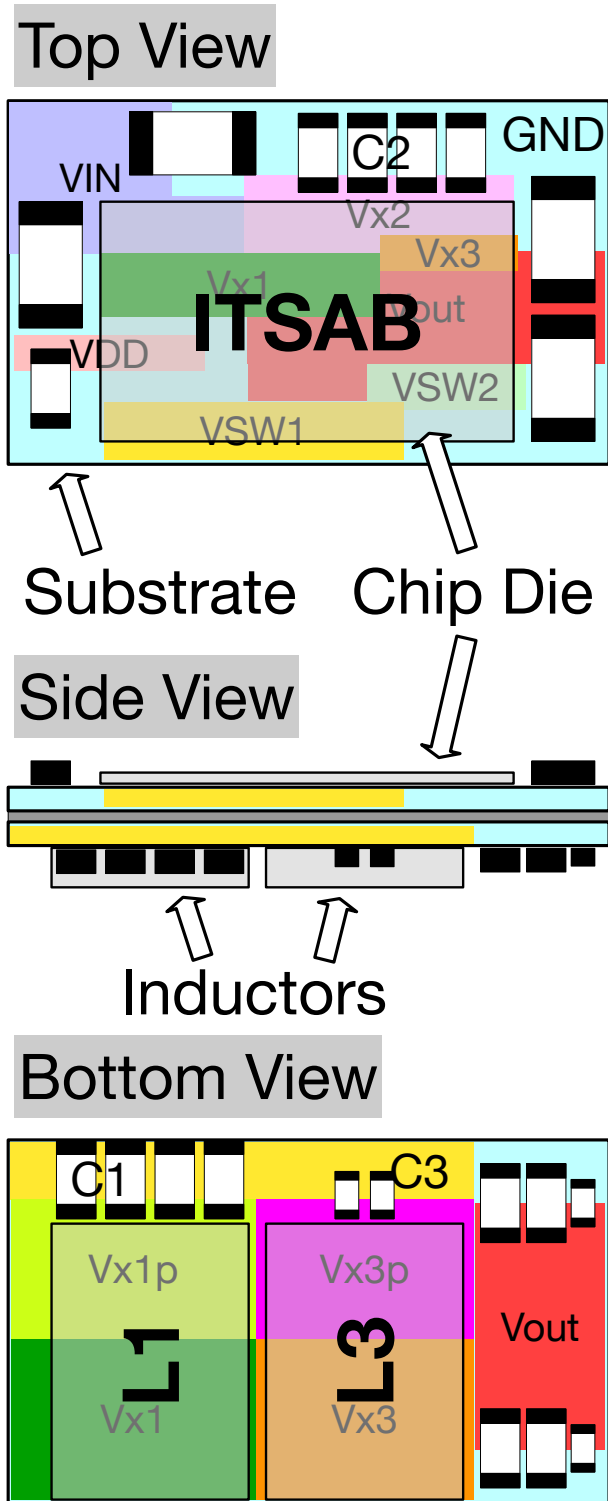 Top View
VIN
C2
GND
Vx2
Vx3
Vx1
ITSAB
Vout
VDD
VSW2
VSW1
Substrate
Chip Die
Side View
Inductors
Bottom View
C1
C3
Vx1p
Vx3p
L1
L3
Vout
Vx1
Vx3